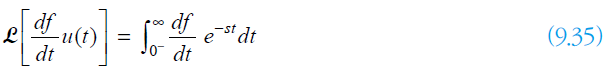 ℒ[df/dt u(t)] = ∫_{0⁻}^{∞} df/dt e^{-st} dt (9.35)